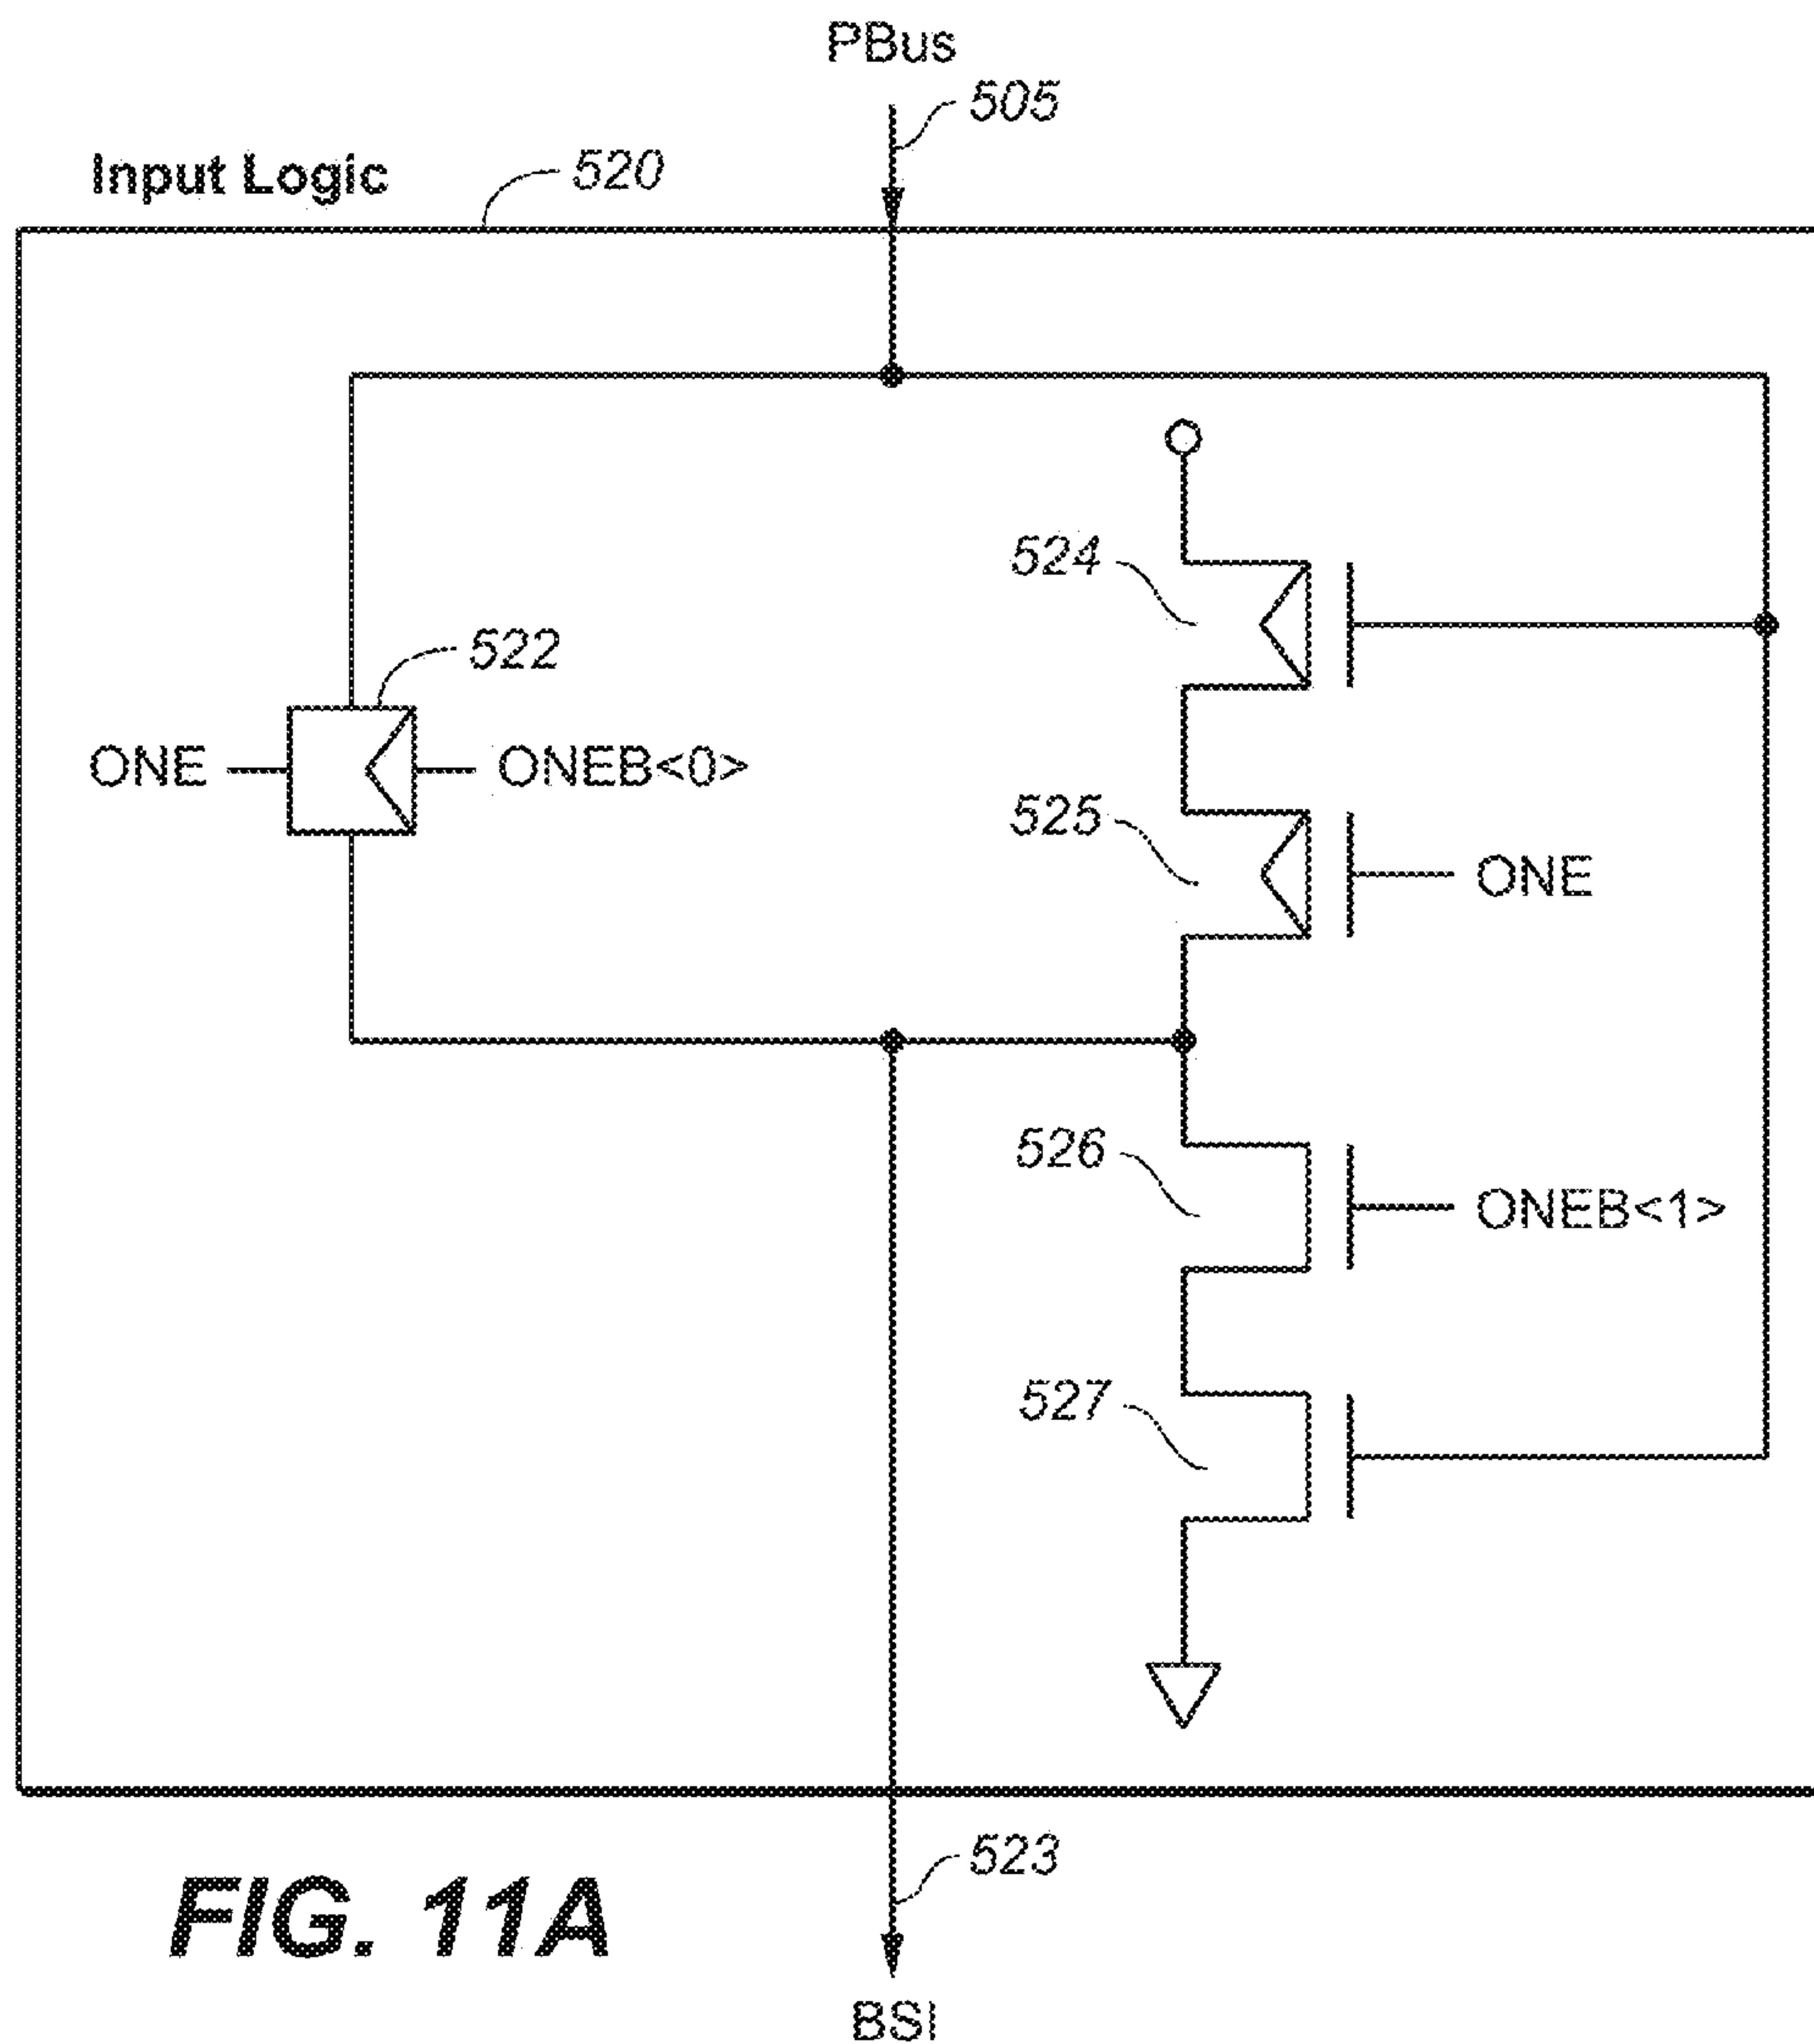 PBus
505
Input Logic
520
524
522
ONE
ONEB<0>
525
ONE
526
ONEB<1>
527
523
FIG. 11A
BSI